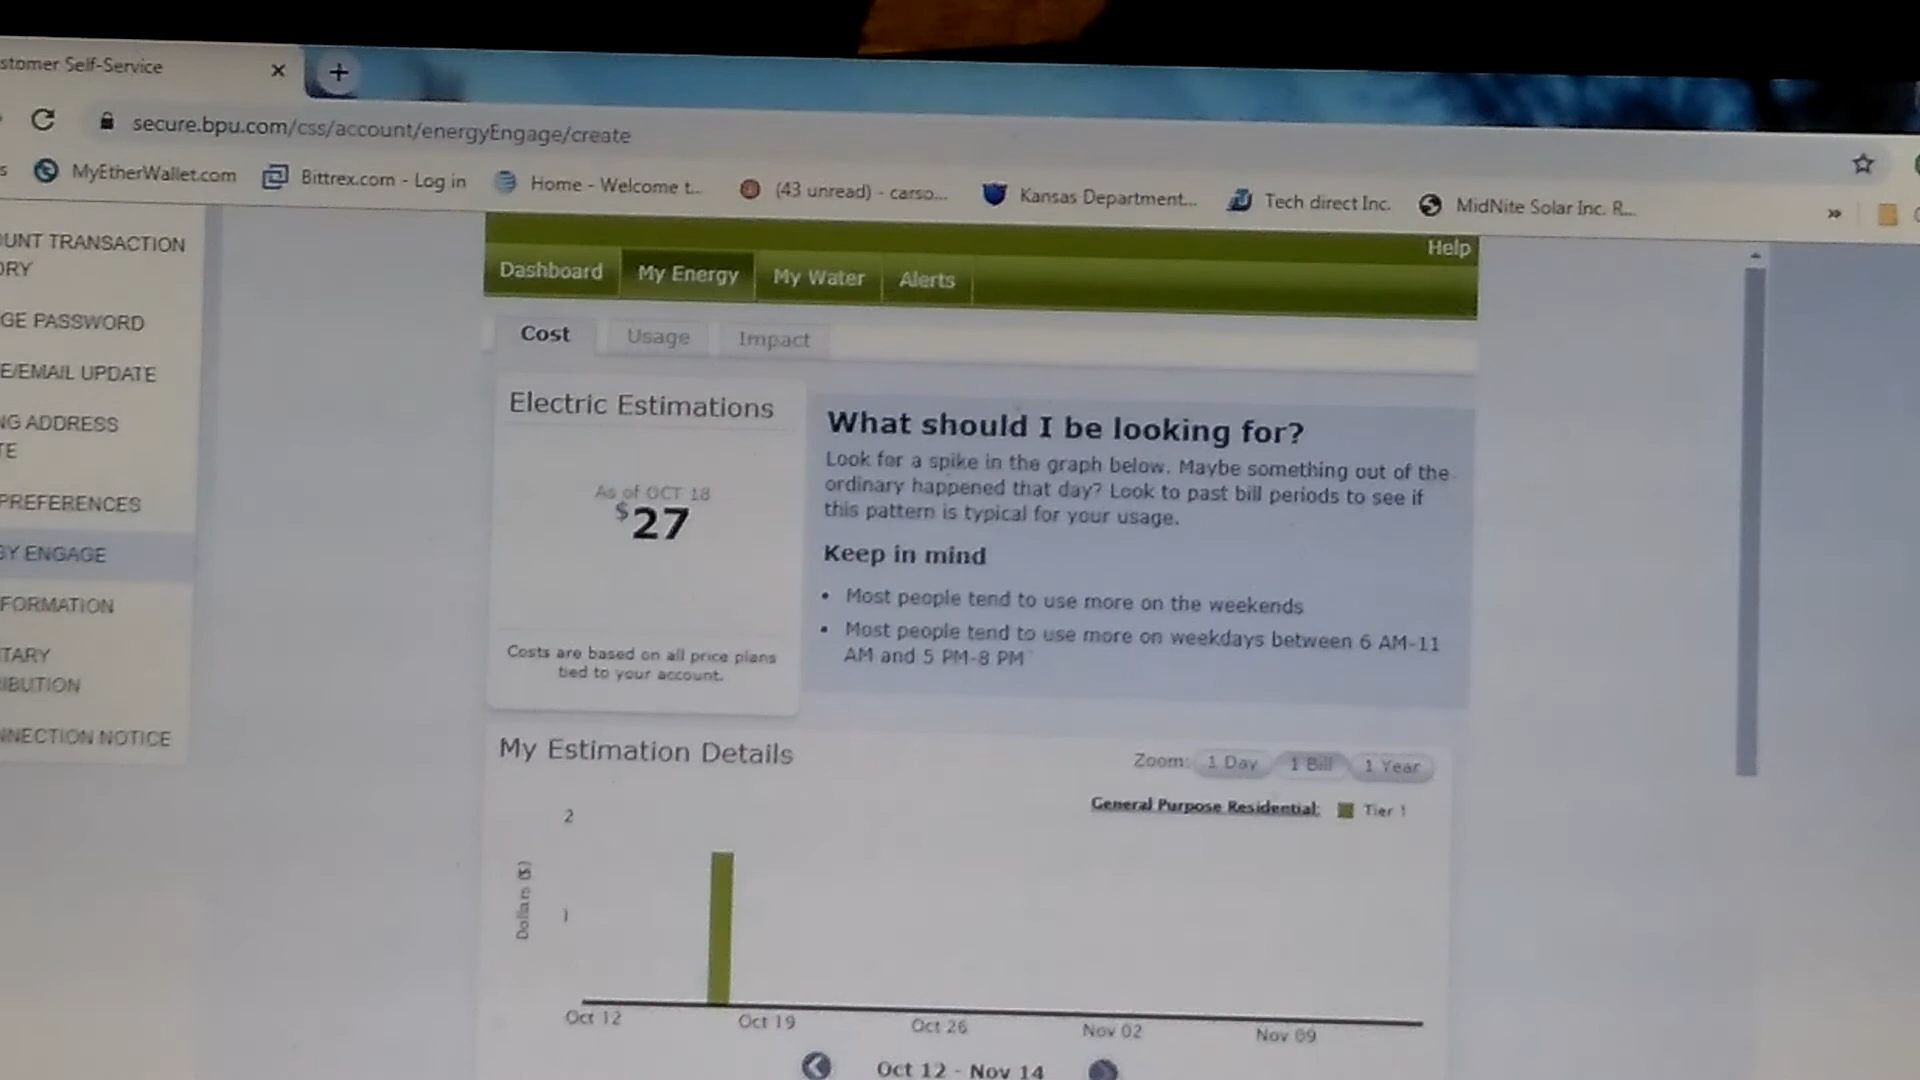 stomer Self-Service
secure.bpu.com/css/account/energyEngage/create
MyEtherWallet.com
Bittrex.com - Log in
Home - Welcome t...
(43 unread) - carso...
Kansas Department...
Tech direct Inc.
MidNite Solar Inc. R...
»
Help
Dashboard
My Energy
My Water
Alerts
UNT TRANSACTION
ORY
GE PASSWORD
E/EMAIL UPDATE
NG ADDRESS
TE
PREFERENCES
GY ENGAGE
FORMATION
TARY
IBUTION
NNECTION NOTICE
Cost
Usage
Impact
Electric Estimations
As of OCT 18
$27
Costs are based on all price plans
tied to your account.
What should I be looking for?
Look for a spike in the graph below. Maybe something out of the
ordinary happened that day? Look to past bill periods to see if
this pattern is typical for your usage.
Keep in mind
• Most people tend to use more on the weekends
• Most people tend to use more on weekdays between 6 AM-11
AM and 5 PM-8 PM
My Estimation Details
Zoom:
1 Day
1 Bill
1 Year
General Purpose Residential:
Tier 1
2
1
Dollars ($)
Oct 12
Oct 19
Oct 26
Nov 02
Nov 09
Oct 12 - Nov 14